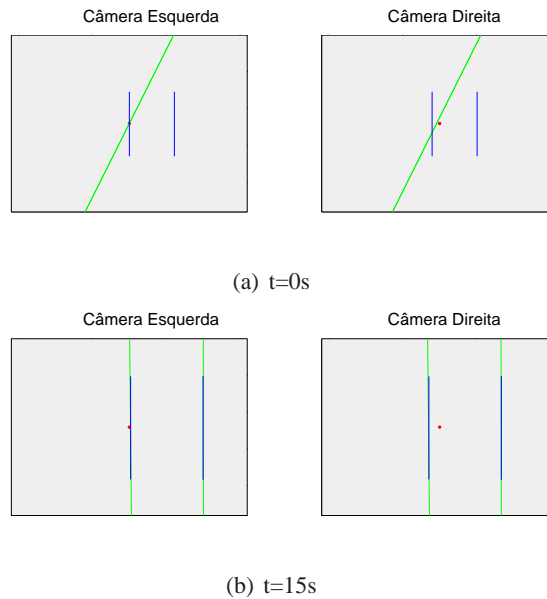 Câmera Esquerda
Câmera Direita
(a) t=0s
Câmera Esquerda
Câmera Direita
(b) t=15s